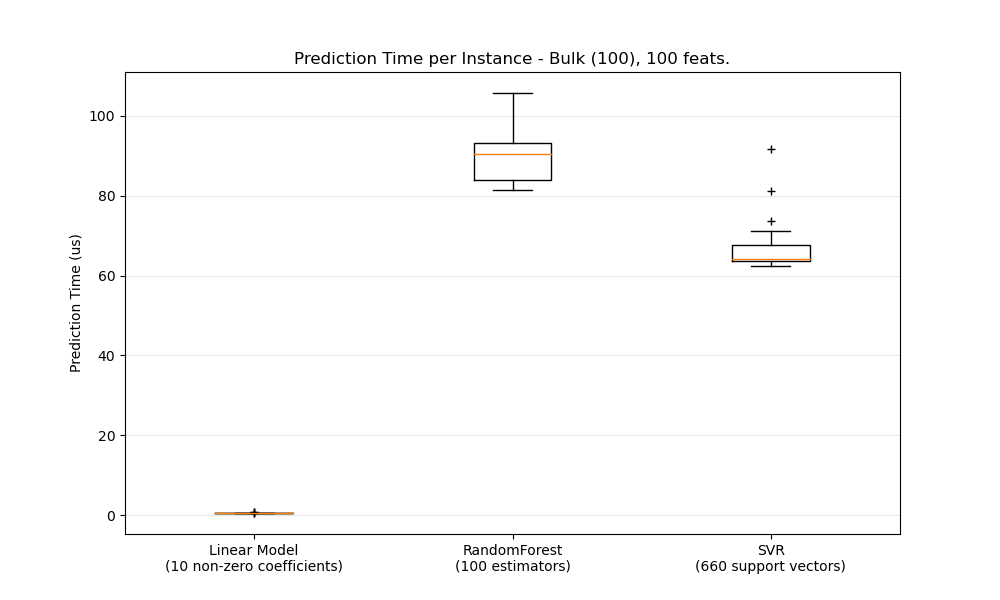 Prediction Time per Instance - Bulk (100), 100 feats.
100
80
60
40
20
0
Prediction Time (us)
Linear Model
(10 non-zero coefficients)
RandomForest
(100 estimators)
SVR
(660 support vectors)